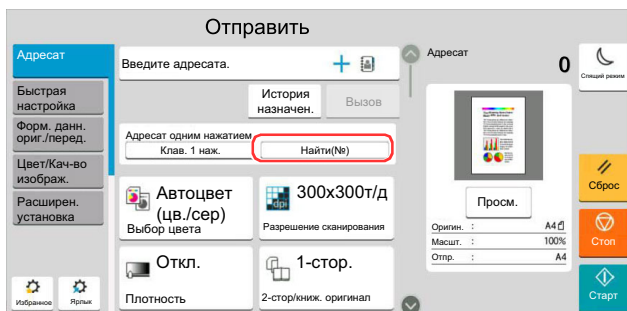 Отправить
Адресат
Быстрая
настройка
Форм. данн.
ориг./перед.
Цвет/Кач-во
изображ.
Расширен.
установка
Избранное
Ярлык
Введите адресата.
История
назначен.
Вызов
Адресат одним нажатием
Клав. 1 наж.
Найти(№)
Автоцвет
(цв./сер)
Выбор цвета
dpi
300x300т/д
Разрешение сканирования
Откл.
Плотность
1-стор.
2-стор/книж. оригинал
Адресат 0
Просм.
Оригин. : A4
Масшт. : 100%
Отпр. : A4
Спящий режим
Сброс
Стоп
Старт